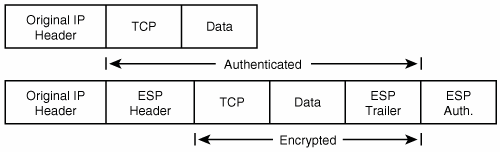 Original IP
Header
TCP
Data
Authenticated
Original IP
Header
ESP
Header
TCP
Data
ESP
Trailer
ESP
Auth.
Encrypted